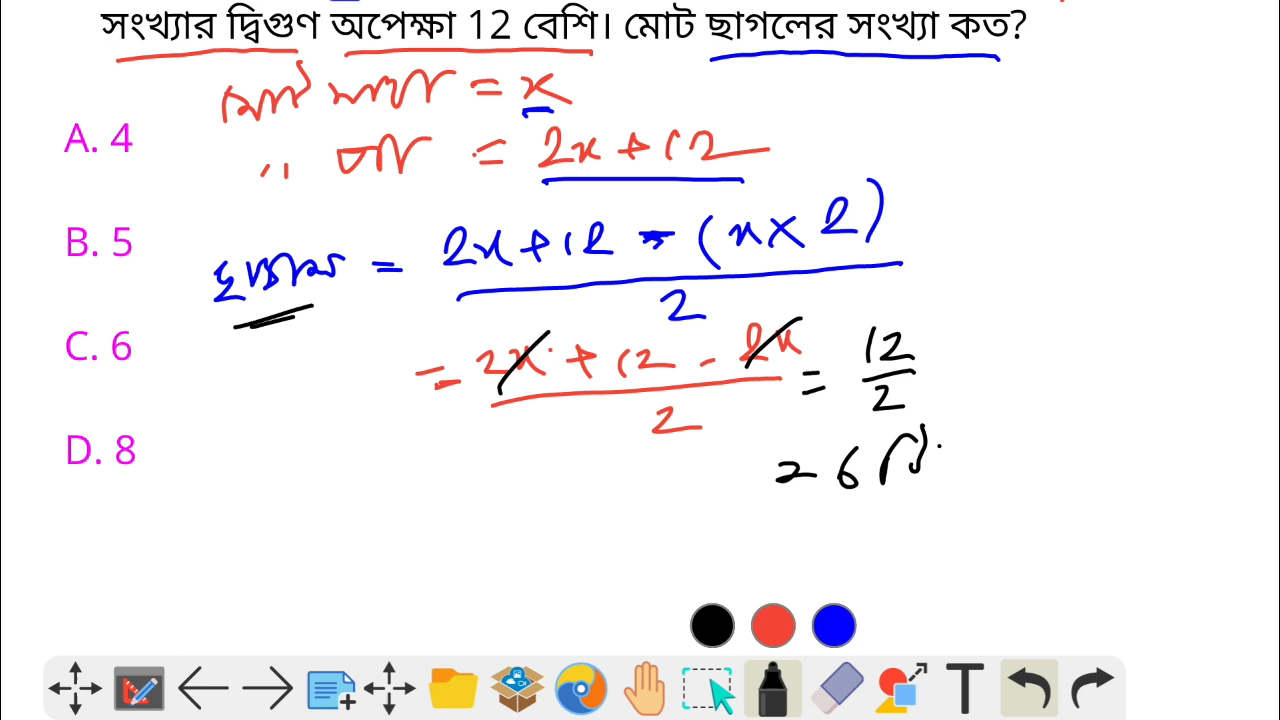 সংখ্যার দ্বিগুণ অপেক্ষা 12 বেশি। মোট ছাগলের সংখ্যা কত?
= x
A. 4
〃 = 2x + 12
B. 5
= 2x + 12 - (x × 2)
2
C. 6
= 2x + 12 - 2x = 12
2 2
D. 8
= 6 টি